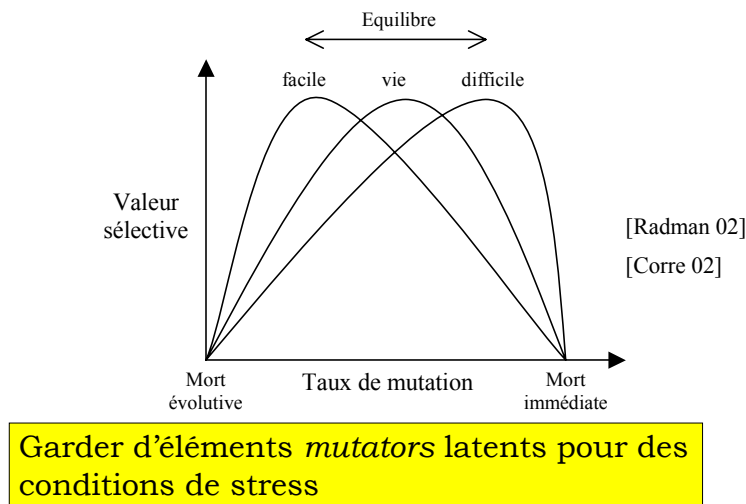 Equilibre
facile vie difficile
Valeur
sélective
[Radman 02]
[Corre 02]
Mort
évolutive
Taux de mutation
Mort
immédiate
Garder d'éléments mutators latents pour des
conditions de stress